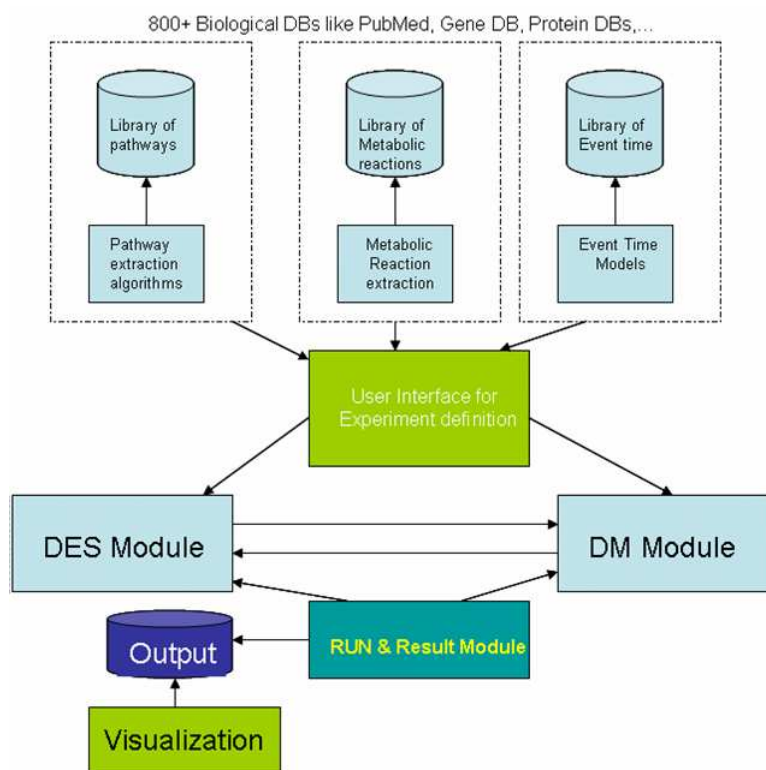 800+ Biological DBs like PubMed, Gene DB, Protein DBs,...
Library of
pathways
Library of
Metabolic
reactions
Library of
Event time
Pathway
extraction
algorithms
Metabolic
Reaction
extraction
Event Time
Models
User Interface for
Experiment definition
DES Module
DM Module
RUN & Result Module
Output
Visualization